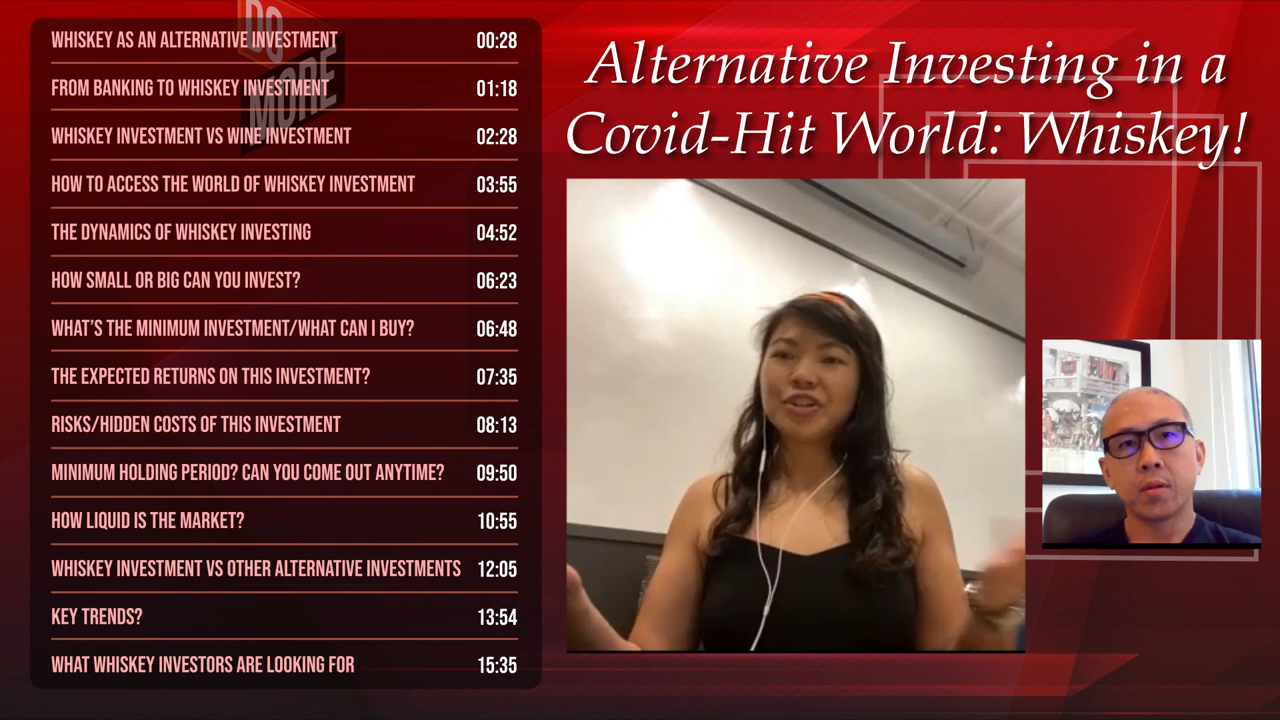 DO
MORE
WHISKEY AS AN ALTERNATIVE INVESTMENT 00:28
FROM BANKING TO WHISKEY INVESTMENT 01:18
WHISKEY INVESTMENT VS WINE INVESTMENT 02:28
HOW TO ACCESS THE WORLD OF WHISKEY INVESTMENT 03:55
THE DYNAMICS OF WHISKEY INVESTING 04:52
HOW SMALL OR BIG CAN YOU INVEST? 06:23
WHAT'S THE MINIMUM INVESTMENT/WHAT CAN I BUY? 06:48
THE EXPECTED RETURNS ON THIS INVESTMENT? 07:35
RISKS/HIDDEN COSTS OF THIS INVESTMENT 08:13
MINIMUM HOLDING PERIOD? CAN YOU COME OUT ANYTIME? 09:50
HOW LIQUID IS THE MARKET? 10:55
WHISKEY INVESTMENT VS OTHER ALTERNATIVE INVESTMENTS 12:05
KEY TRENDS? 13:54
WHAT WHISKEY INVESTORS ARE LOOKING FOR 15:35
Alternative Investing in a
Covid-Hit World: Whiskey!